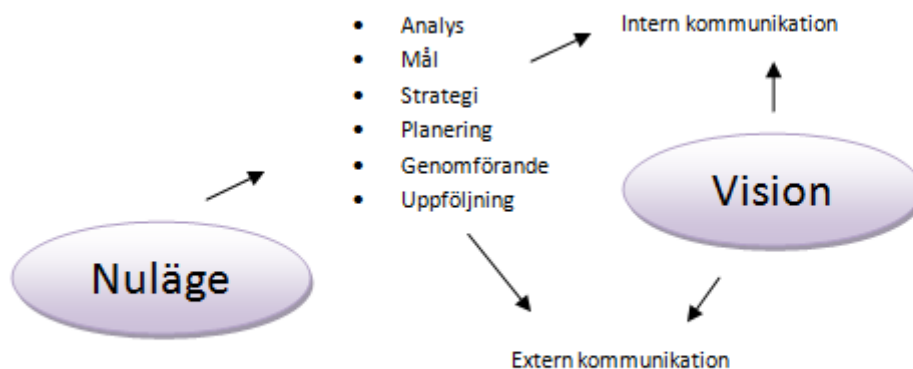 • Analys
• Mål
• Strategi
• Planering
• Genomförande
• Uppföljning
Intern kommunikation
Vision
Nuläge
Extern kommunikation